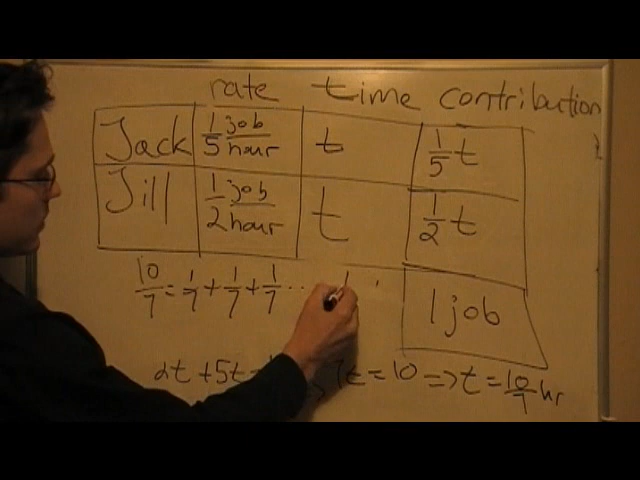 rate time contribution
Jack 1/5 job/hour t 1/5 t
Jill 1/2 job/2hour t 1/2 t
10/7 = 1/7 + 1/7 + 1/7 ...
1 job
2t + 5t = 7t = 10 => t = 10/7 hr